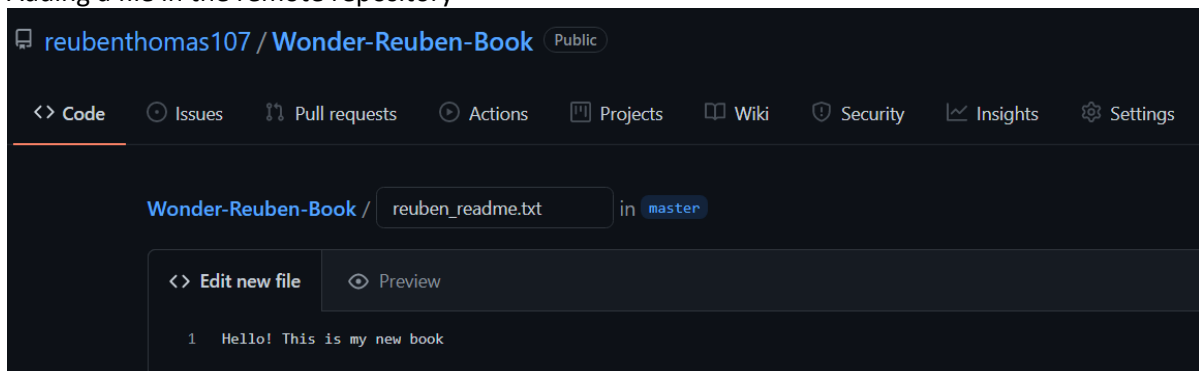 Adding a file in the remote repository
reubenthomas107 / Wonder-Reuben-Book Public
<> Code Issues Pull requests Actions Projects Wiki Security Insights Settings
Wonder-Reuben-Book / reuben_readme.txt in master
<> Edit new file Preview
1 Hello! This is my new book